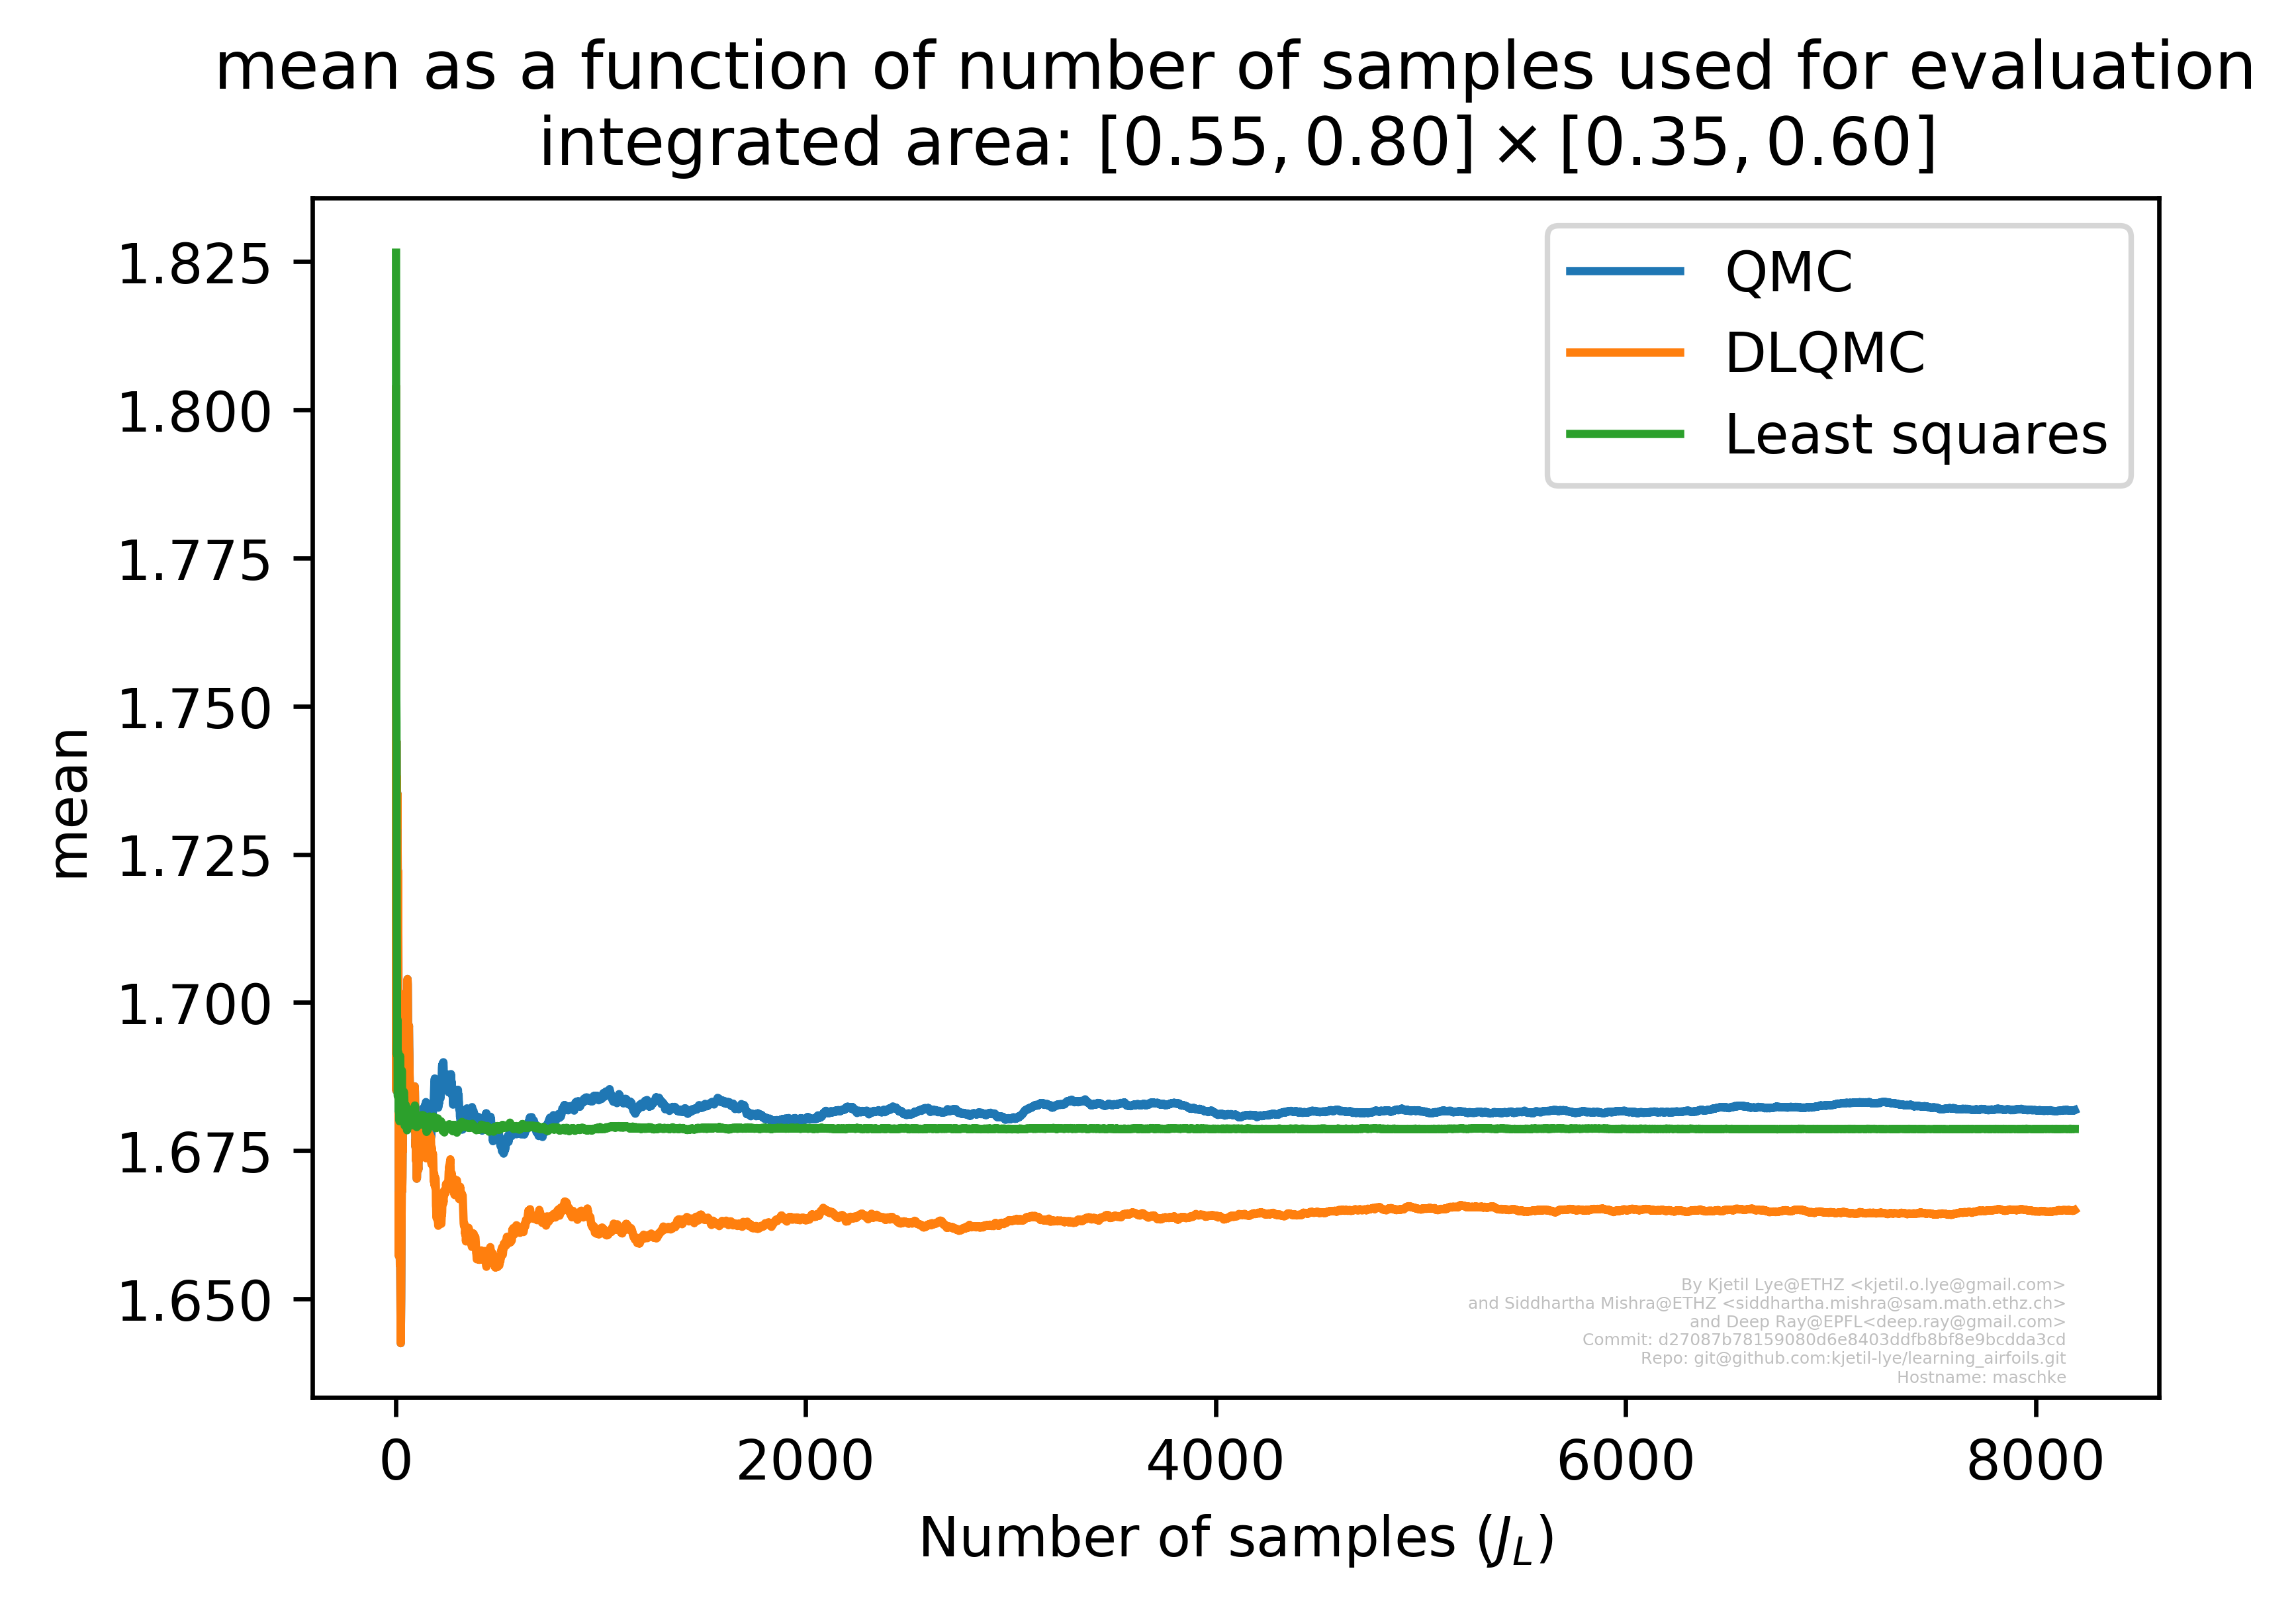 mean as a function of number of samples used for evaluation
integrated area: [0.55, 0.80] × [0.35, 0.60]
1.825
1.800
1.775
1.750
1.725
1.700
1.675
1.650
mean
QMC
DLQMC
Least squares
By Kjetil Lye@ETHZ <kjetil.o.lye@gmail.com>
and Siddhartha Mishra@ETHZ <siddhartha.mishra@sam.math.ethz.ch>
and Deep Ray@EPFL<deep.ray@gmail.com>
Commit: d27087b78159080d6e8403ddfb8bf8e9bcdda3cd
Repo: git@github.com:kjetil-lye/learning_airfoils.git
Hostname: maschke
0 2000 4000 6000 8000
Number of samples (J_L)